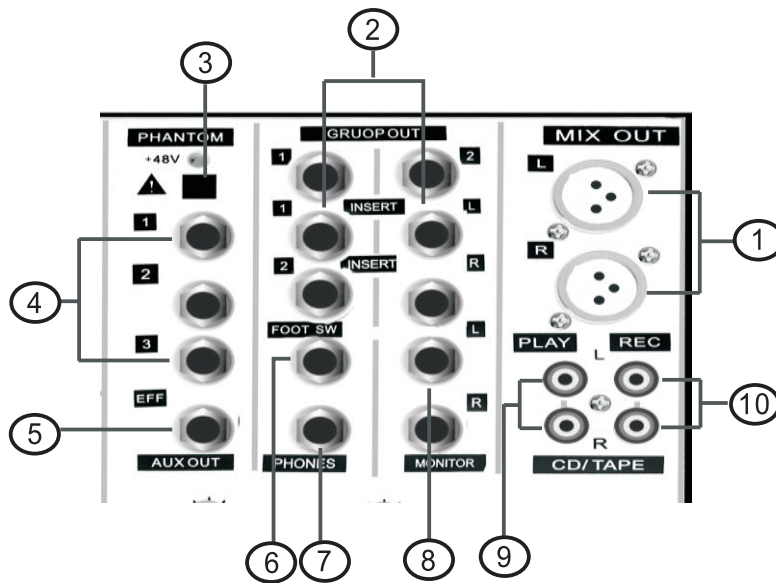 2
3
PHANTOM
+48V
1
2
3
EFF
AUX OUT
GRUOP OUT
1
2
1
INSERT
L
2
INSERT
R
FOOT SW
L
R
PHONES
MONITOR
MIX OUT
L
R
PLAY
L
REC
R
CD/TAPE
1
4
5
10
6
7
8
9